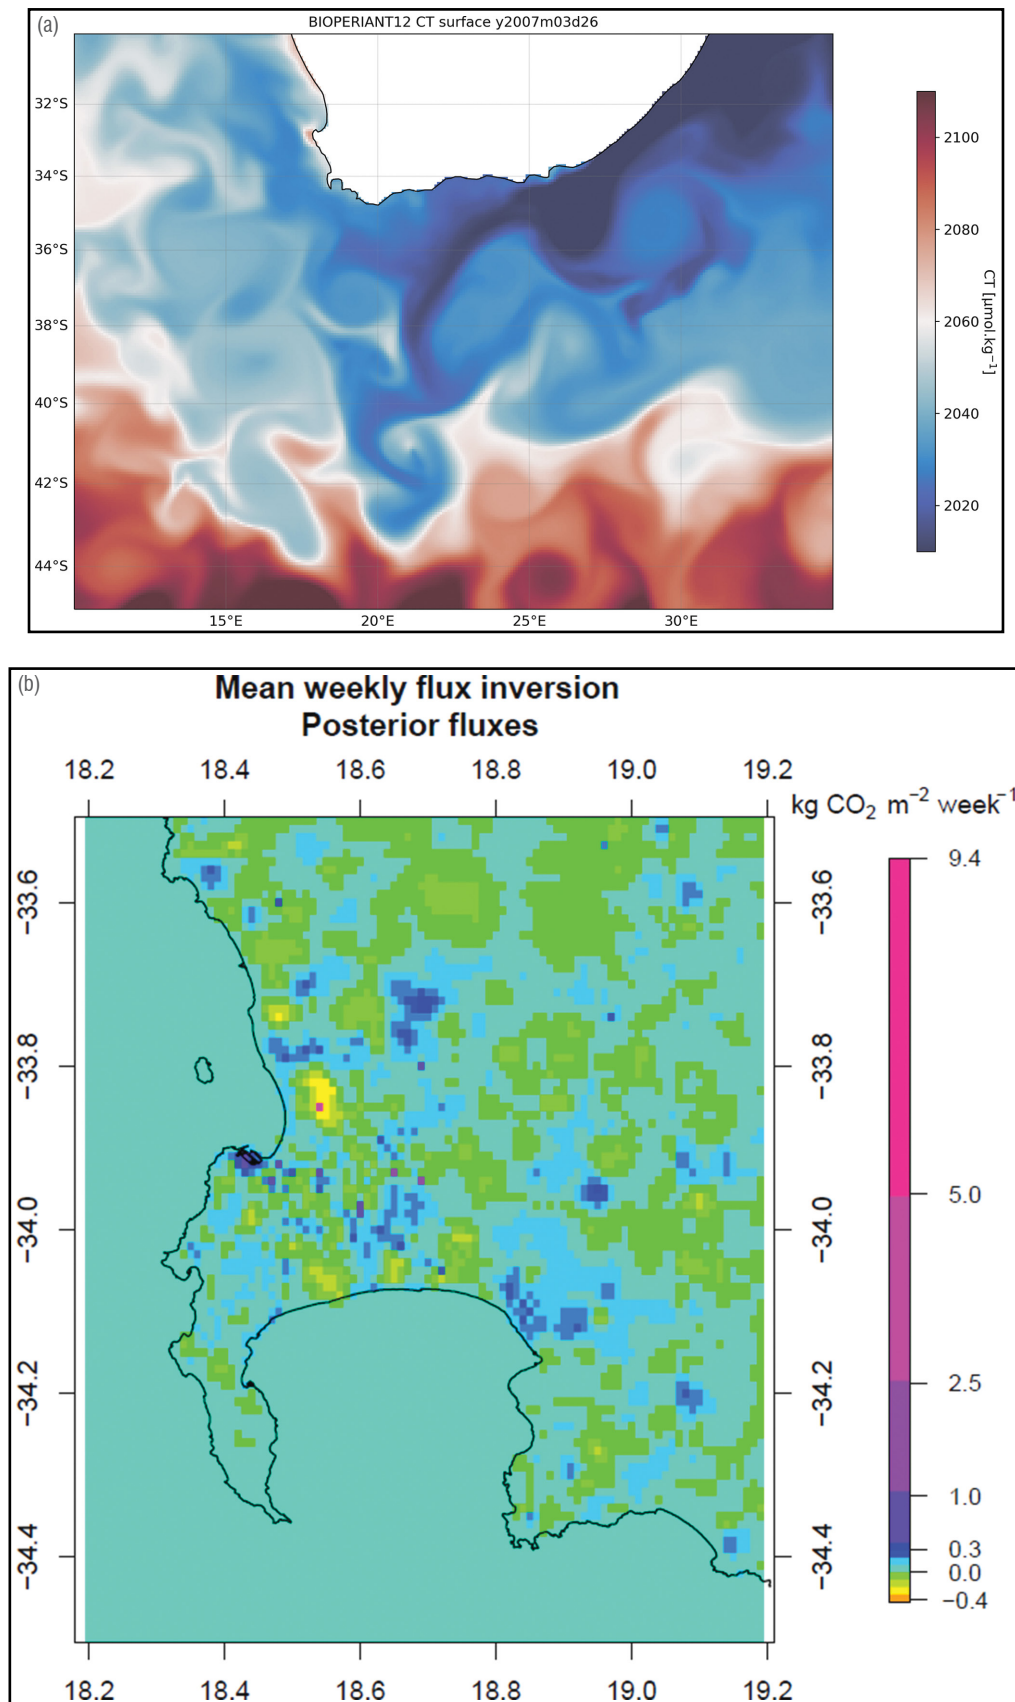 (a)
BIOPERIANT12 CT surface y2007m03d26
32°S
34°S
36°S
38°S
40°S
42°S
44°S
15°E 20°E 25°E 30°E
2100
2080
2060
2040
2020
CT [µmol.kg⁻¹]
(b)
Mean weekly flux inversion
Posterior fluxes
18.2 18.4 18.6 18.8 19.0 19.2
kg CO₂ m⁻² week⁻¹
−33.6
−33.8
−34.0
−34.2
−34.4
−33.6
−33.8
−34.0
−34.2
−34.4
9.4
5.0
2.5
1.0
0.3
0.0
−0.4
18.2 18.4 18.6 18.8 19.0 19.2